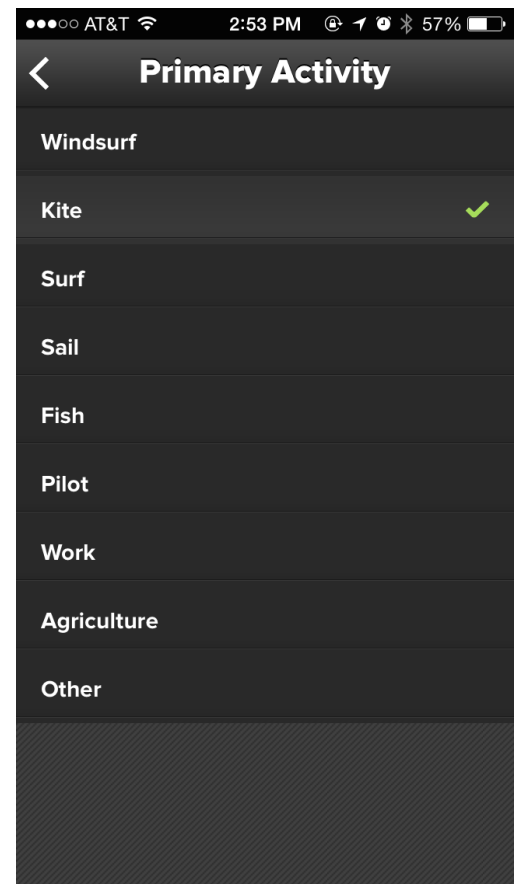 AT&T 2:53 PM 57%
Primary Activity
Windsurf
Kite
Surf
Sail
Fish
Pilot
Work
Agriculture
Other